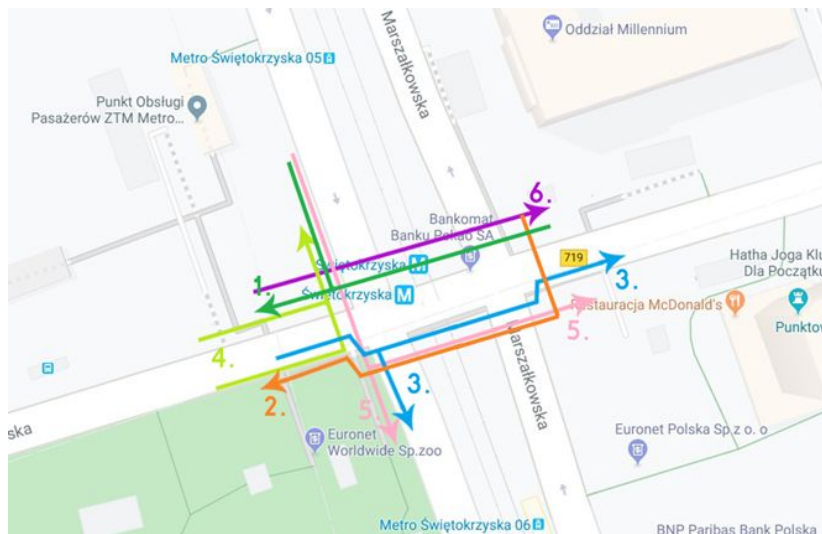 Oddział Millennium
Metro Świętokrzyska 05
Marszałkowska
Punkt Obsługi
Pasażerów ZTM Metro...
6.
Bankomat
Banku Pekao SA
719
Świętokrzyska M
Hatha Joga Klu
Dla Początku
1.
Świętokrzyska M
3.
Restauracja McDonald's
5.
Punktow
4.
Marszałkowska
3.
2.
5.
ska
Euronet
Worldwide Sp.zoo
Euronet Polska Sp.z o. o
Metro Świętokrzyska 06
BNP Paribas Bank Polska